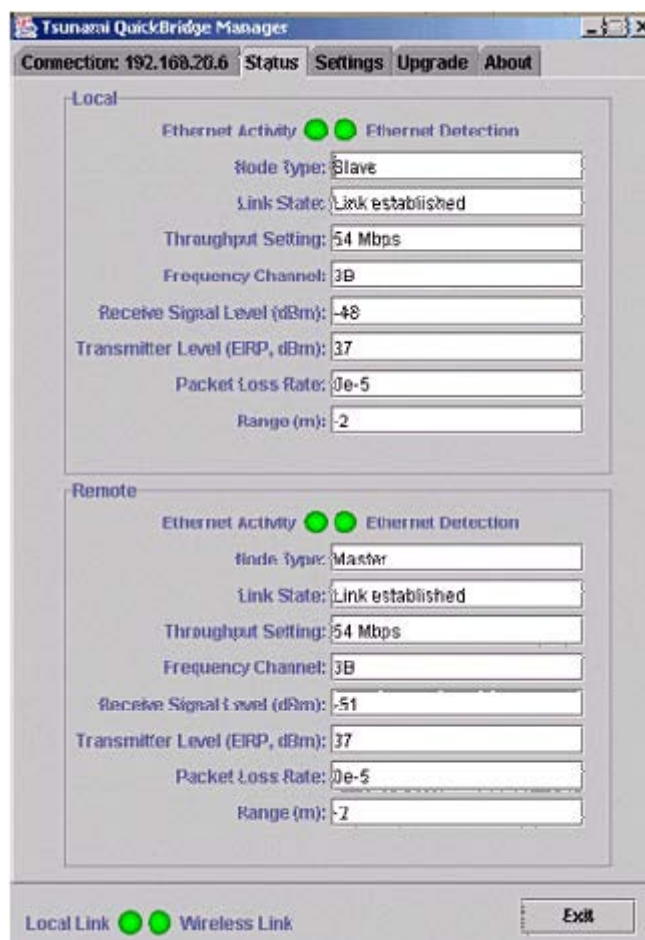 Tsunami QuickBridge Manager
Connection: 192.168.20.6 Status Settings Upgrade About
Local
Ethernet Activity Ethernet Detection
Node Type: Slave
Link State: Link established
Throughput Setting: 54 Mbps
Frequency Channel: 3B
Receive Signal Level (dBm): -48
Transmitter Level (EIRP, dBm): 37
Packet Loss Rate: 0e-5
Range (m): -2
Remote
Ethernet Activity Ethernet Detection
Node Type: Master
Link State: Link established
Throughput Setting: 54 Mbps
Frequency Channel: 3B
Receive Signal Level (dBm): -51
Transmitter Level (EIRP, dBm): 37
Packet Loss Rate: 0e-5
Range (m): -2
Local Link Wireless Link
Exit